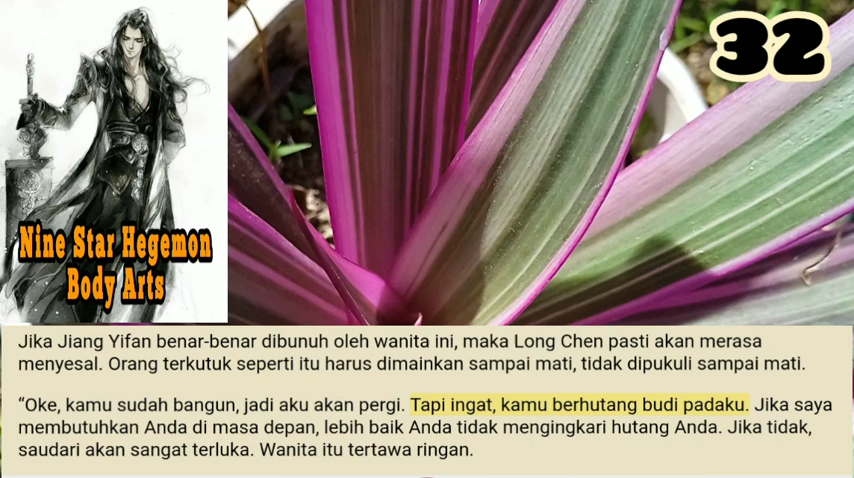 32
Nine Star Hegemon
Body Arts
Jika Jiang Yifan benar-benar dibunuh oleh wanita ini, maka Long Chen pasti akan merasa
menyesal. Orang terkutuk seperti itu harus dimainkan sampai mati, tidak dipukuli sampai mati.
“Oke, kamu sudah bangun, jadi aku akan pergi. Tapi ingat, kamu berhutang budi padaku. Jika saya
membutuhkan Anda di masa depan, lebih baik Anda tidak mengingkari hutang Anda. Jika tidak,
saudari akan sangat terluka. Wanita itu tertawa ringan.